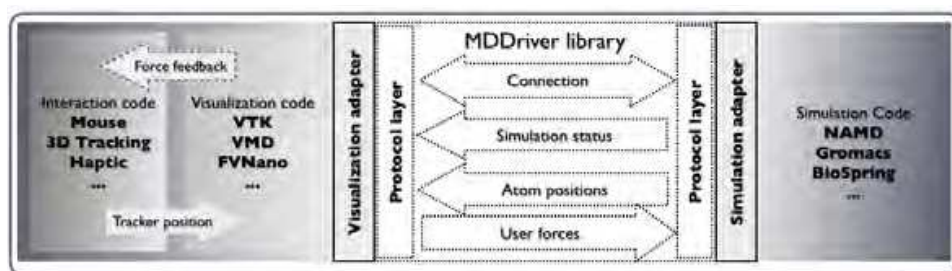 Force feedback
Interaction code
Mouse
3D Tracking
Haptic
...
Visualization code
VTK
VMD
FVNano
...
Tracker position
Visualization adapter
Protocol layer
MDDriver library
Connection
Simulation status
Atom positions
User forces
Protocol layer
Simulation adapter
Simulation Code
NAMD
Gromacs
BioSpring
...